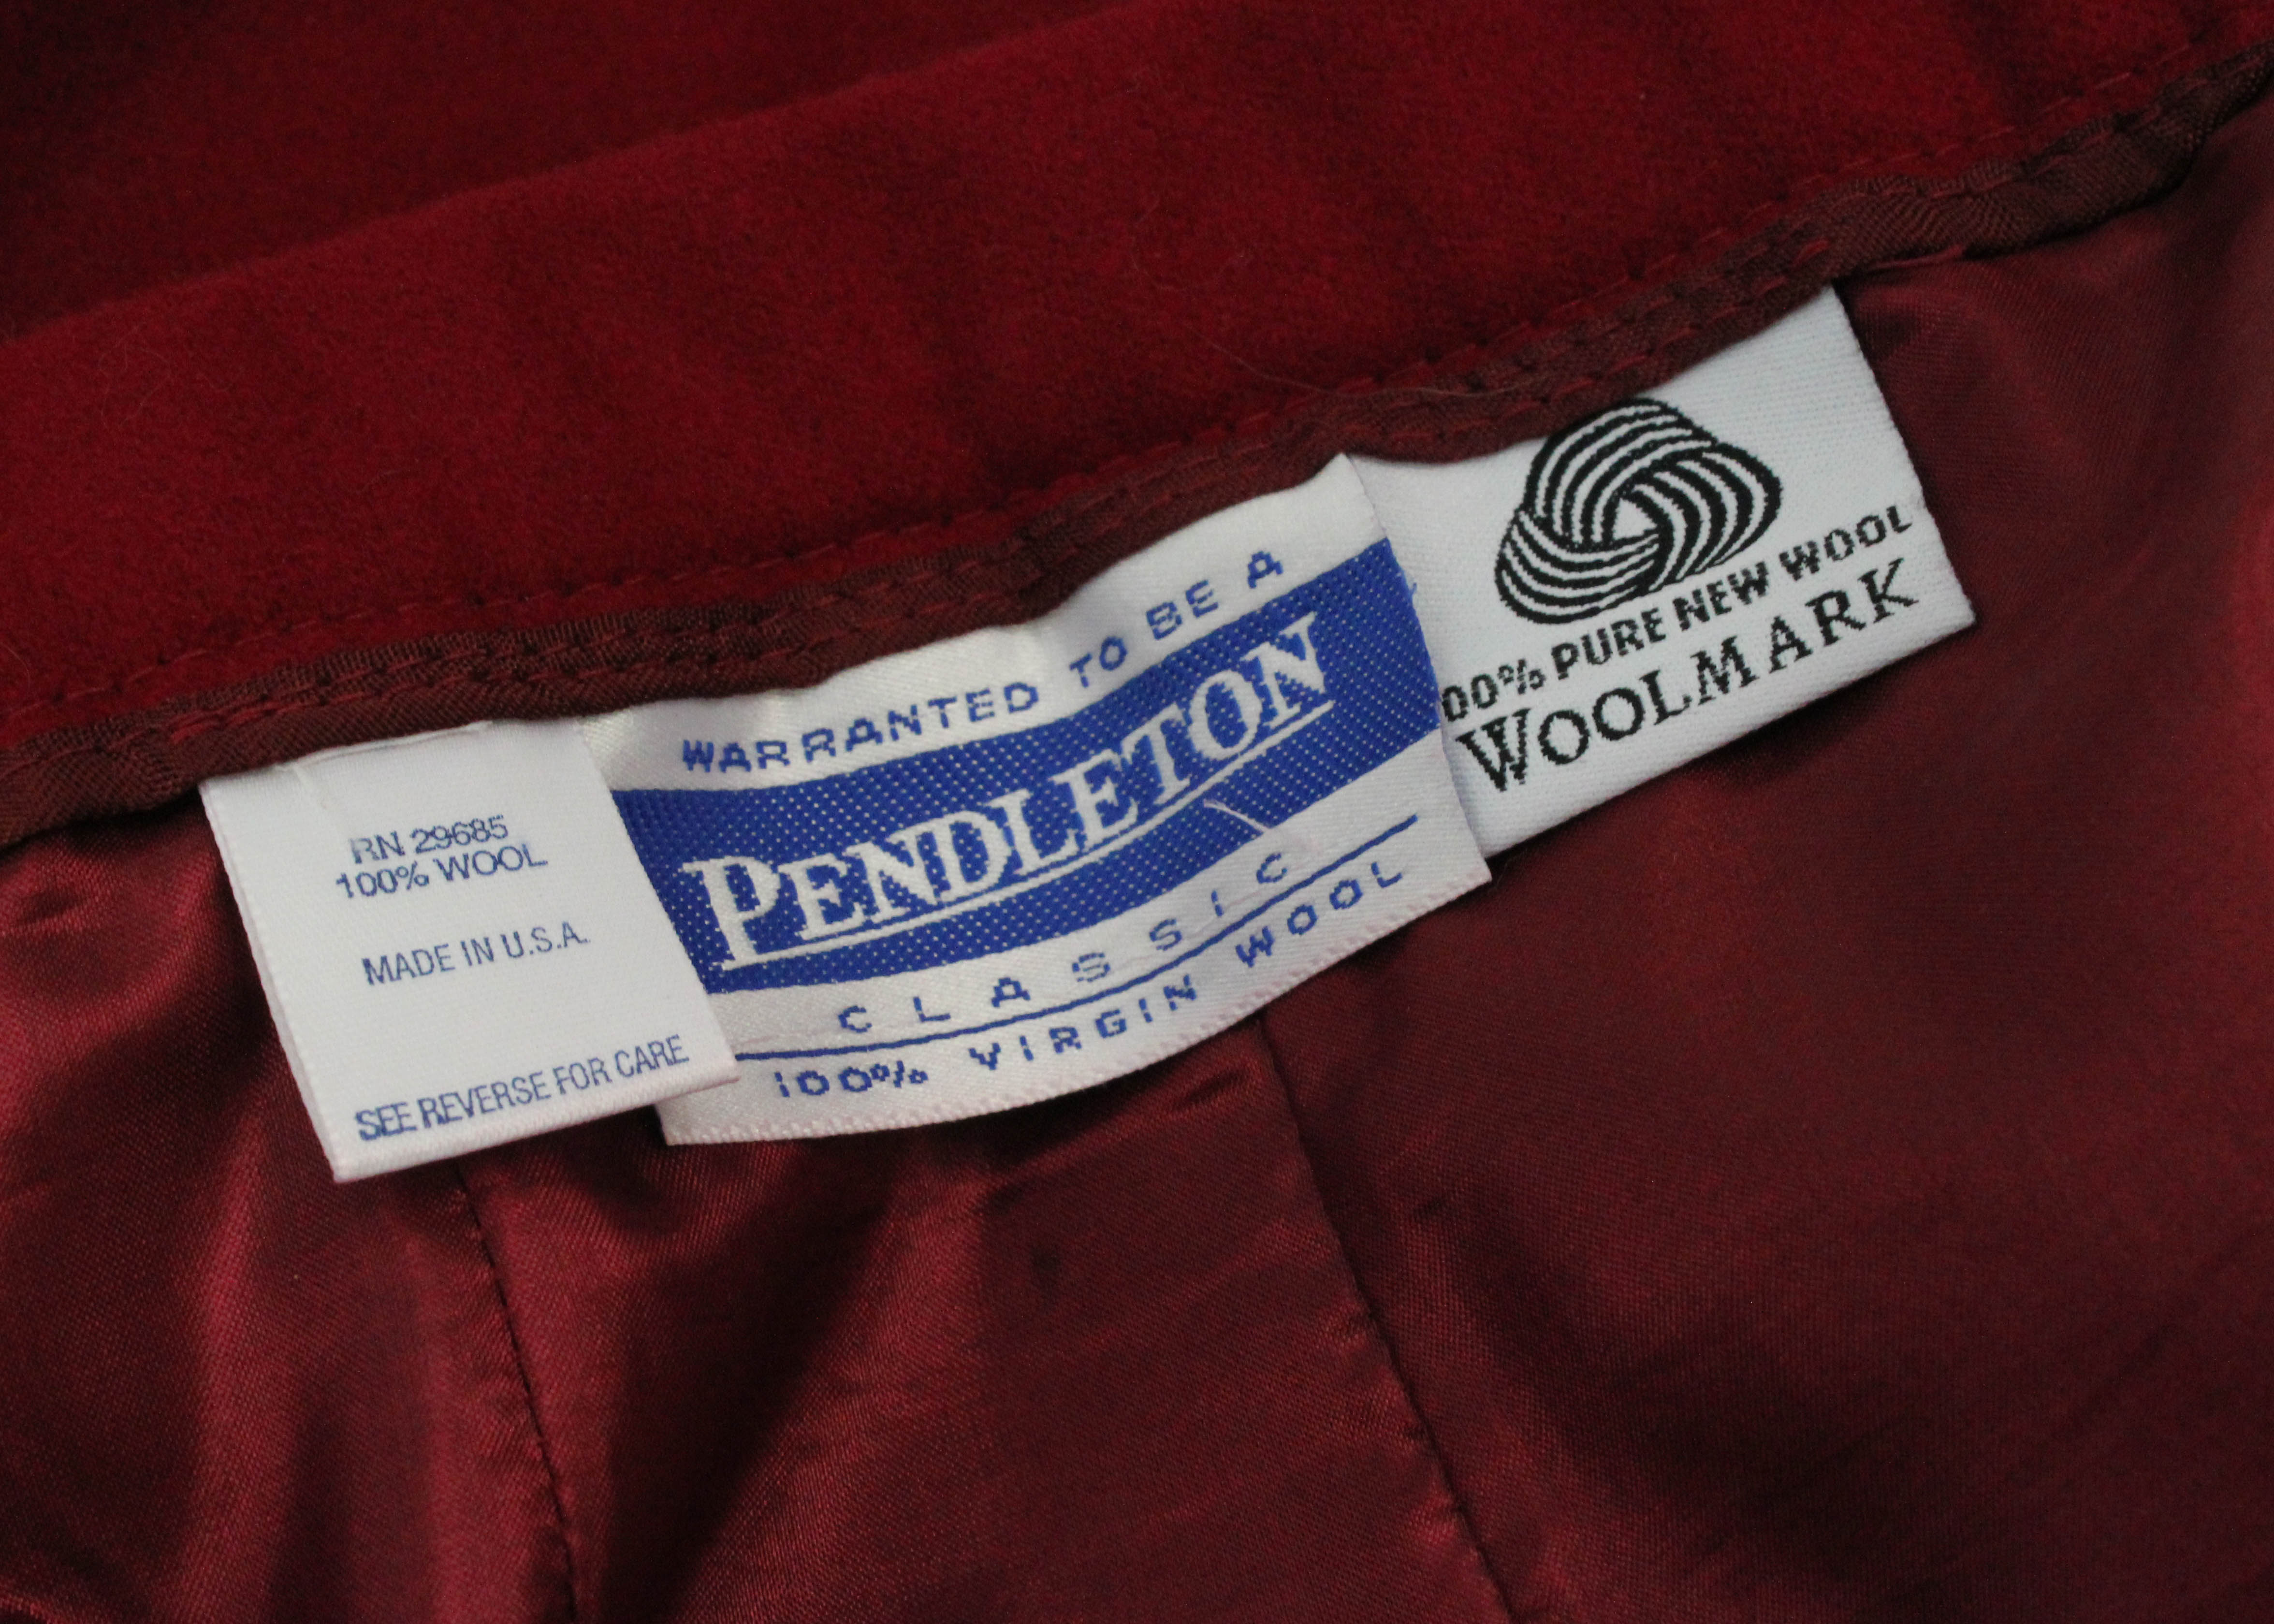 RN 29685
100% WOOL
MADE IN U.S.A.
SEE REVERSE FOR CARE
WARRANTED TO BE A
PENDLETON
CLASSIC
100% VIRGIN WOOL
00% PURE NEW WOOL
WOOLMARK